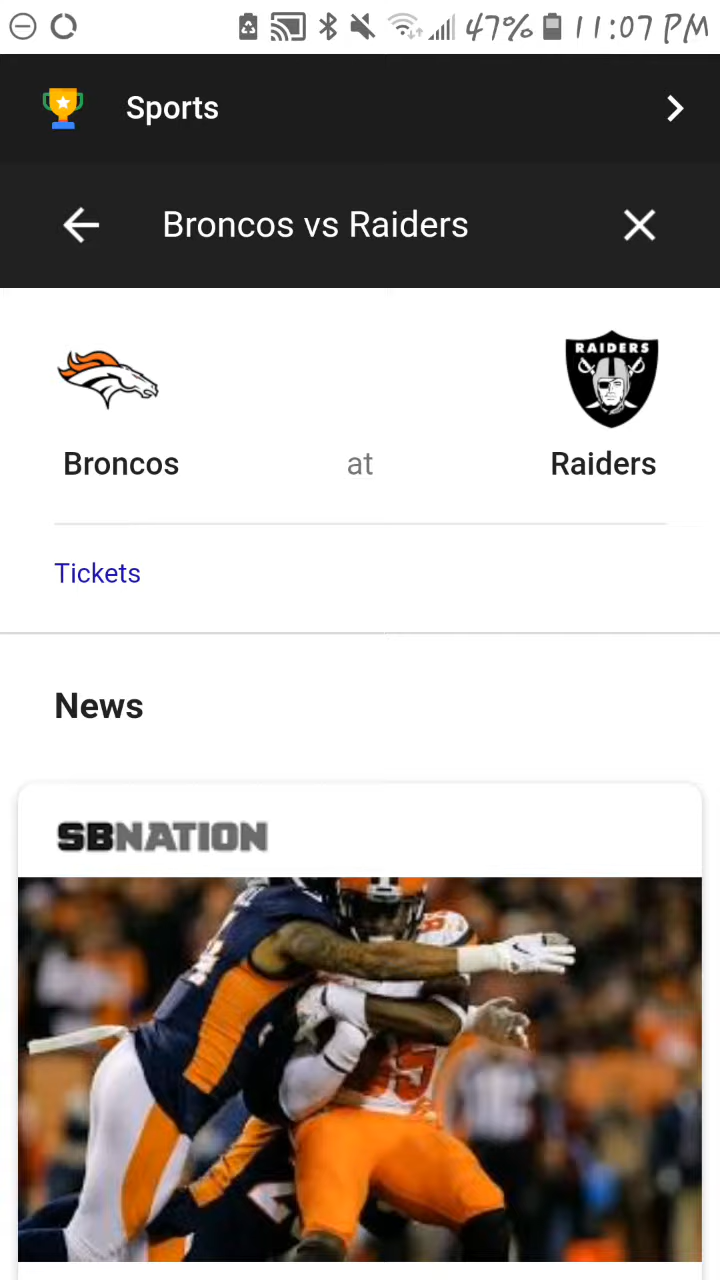 47% 11:07 PM
Sports
Broncos vs Raiders
RAIDERS
Broncos at Raiders
Tickets
News
SBNATION